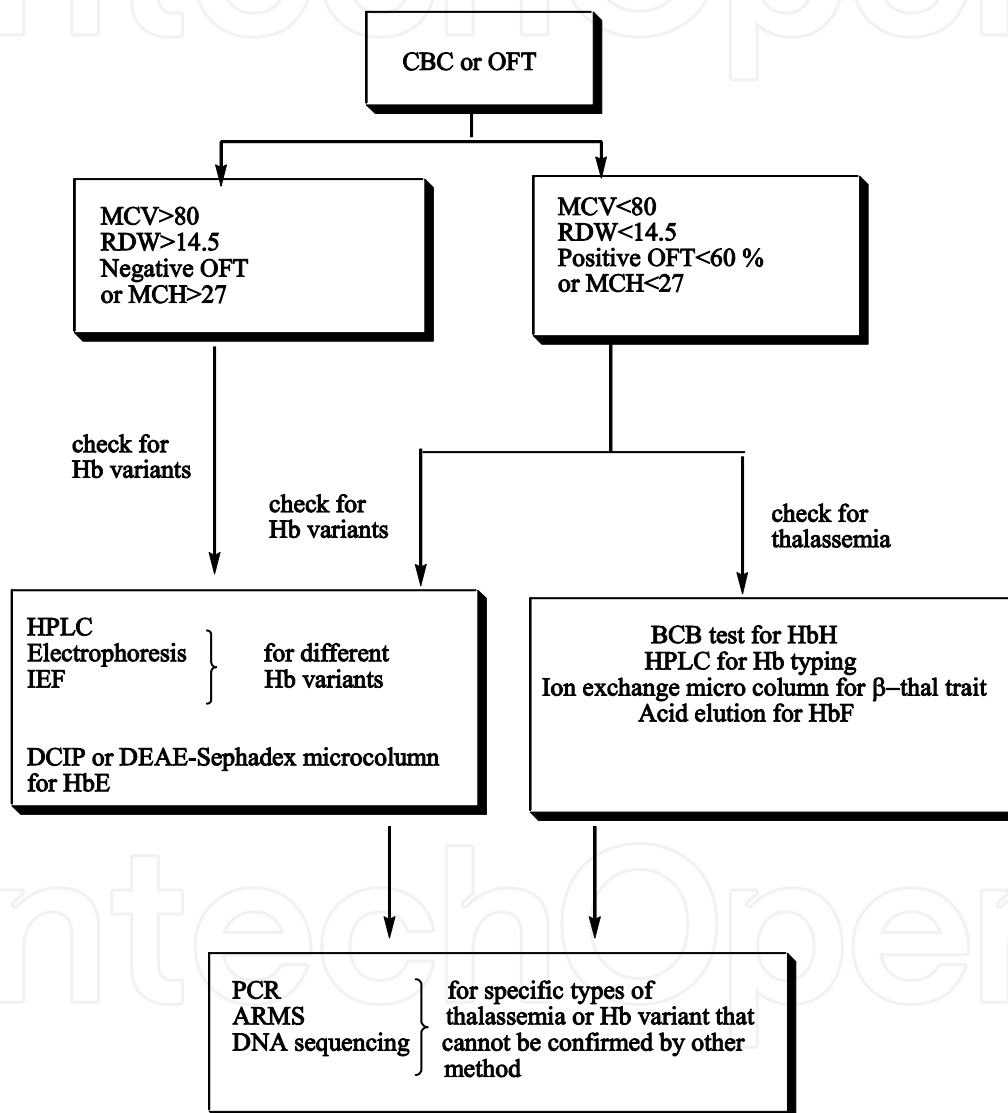 CBC or OFT
MCV>80
RDW>14.5
Negative OFT
or MCH>27
MCV<80
RDW<14.5
Positive OFT<60 %
or MCH<27
check for
Hb variants
check for
Hb variants
check for
thalassemia
HPLC
Electrophoresis
IEF
for different
Hb variants
DCIP or DEAE-Sephadex microcolumn
for HbE
BCB test for HbH
HPLC for Hb typing
Ion exchange micro column for β–thal trait
Acid elution for HbF
PCR
ARMS
DNA sequencing
for specific types of
thalassemia or Hb variant that
cannot be confirmed by other
method
ntechOpen
ntechOpen